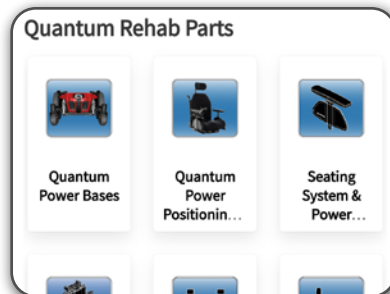 Quantum Rehab Parts
Quantum
Power Bases
Quantum
Power
Positionin...
Seating
System &
Power...